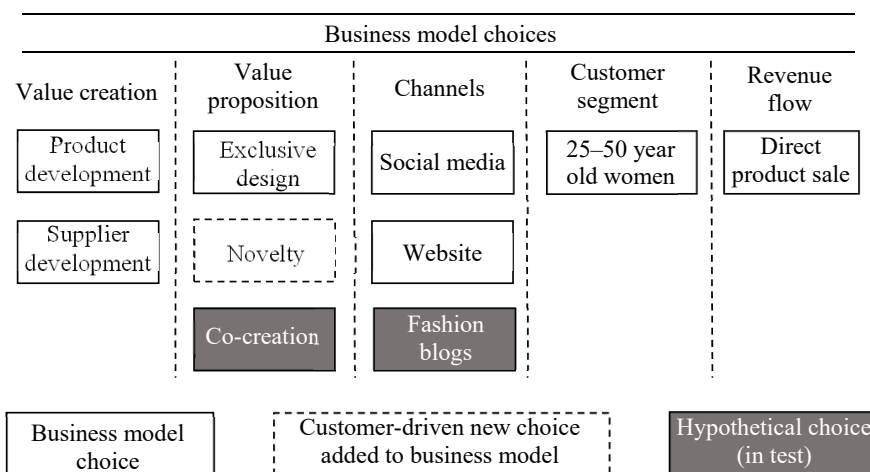 Business model choices
Value creation
Value
proposition
Channels
Customer
segment
Revenue
flow
Product
development
Exclusive
design
Social media
25–50 year
old women
Direct
product sale
Supplier
development
Novelty
Website
Co-creation
Fashion
blogs
Business model
choice
Customer-driven new choice
added to business model
Hypothetical choice
(in test)